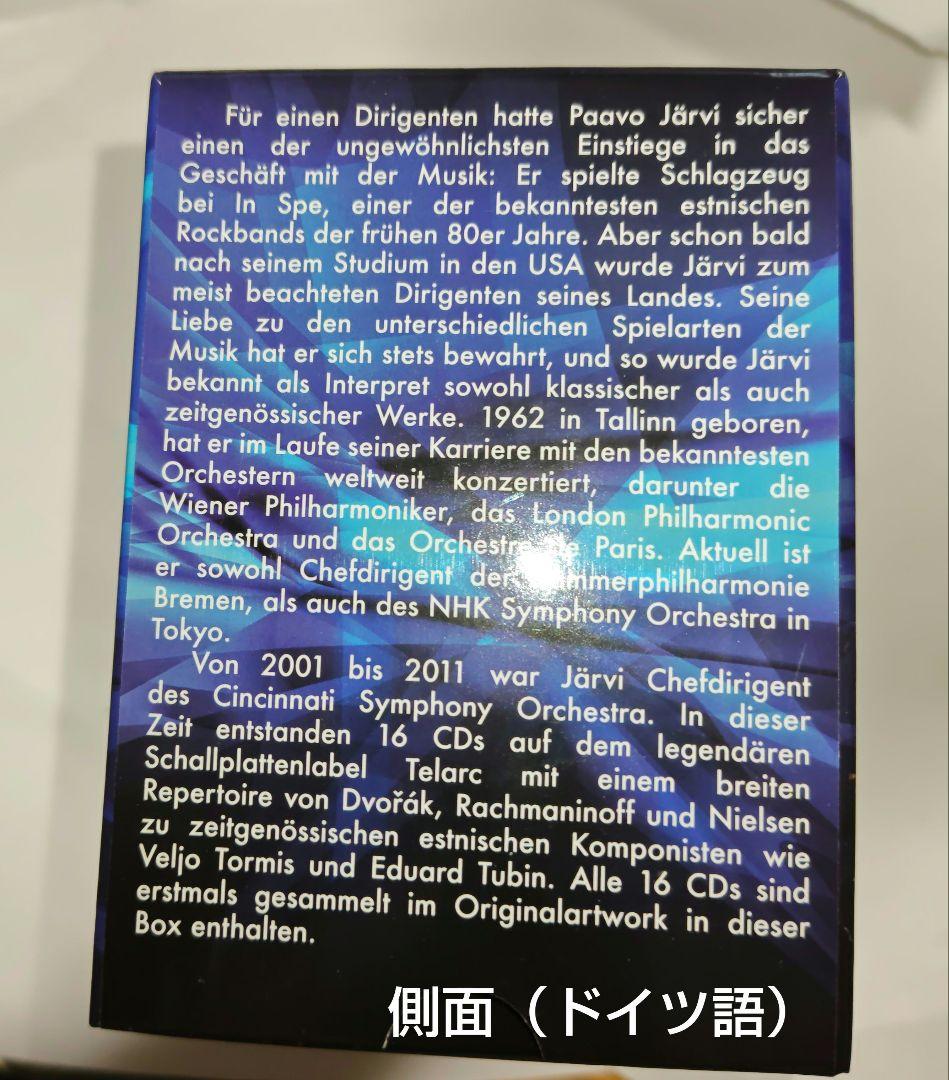 Für einen Dirigenten hatte Paavo Järvi sicher
einen der ungewöhnlichsten Einstiege in das
Geschäft mit der Musik: Er spielte Schlagzeug
bei In Spe, einer der bekanntesten estnischen
Rockbands der frühen 80er Jahre. Aber schon bald
nach seinem Studium in den USA wurde Järvi zum
meist beachteten Dirigenten seines Landes. Seine
Liebe zu den unterschiedlichen Spielarten der
Musik hat er sich stets bewahrt, und so wurde Järvi
bekannt als Interpret sowohl klassischer als auch
zeitgenössischer Werke. 1962 in Tallinn geboren,
hat er im Laufe seiner Karriere mit den bekanntesten
Orchestern weltweit konzertiert, darunter die
Wiener Philharmoniker, das London Philharmonic
Orchestra und das Paris. Aktuell ist
er sowohl Chefdirigent der
Bremen, als auch des NHK Symphony Orchestra in
Tokyo.
Von 2001 bis 2011 war Järvi Chefdirigent
des Cincinnati Symphony Orchestra. In dieser
Zeit entstanden 16 CDs auf dem legendären
Schallplattenlabel Telarc mit einem breiten
Repertoire von Dvořák, Rachmaninoff und Nielsen
zu zeitgenössischen estnischen Komponisten wie
Veljo Tormis und Eduard Tubin. Alle 16 CDs sind
erstmals gesammelt im Originalartwork in dieser
Box enthalten.
側面（ドイツ語）